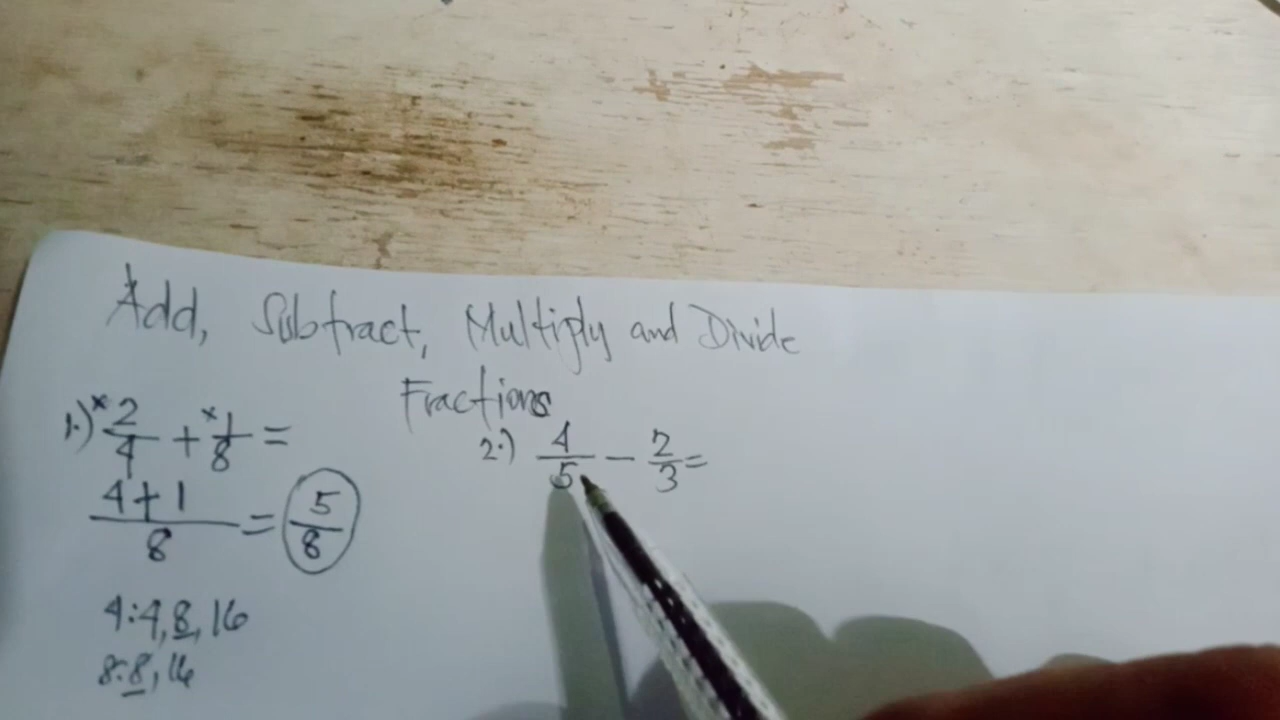 Add, Subtract, Multiply and Divide
Fractions
1.) × 2/4 + × 1/8 =
4+1/8 = 5/8
4:4,8,16
8:8,16
2.) 4/5 - 2/3 =